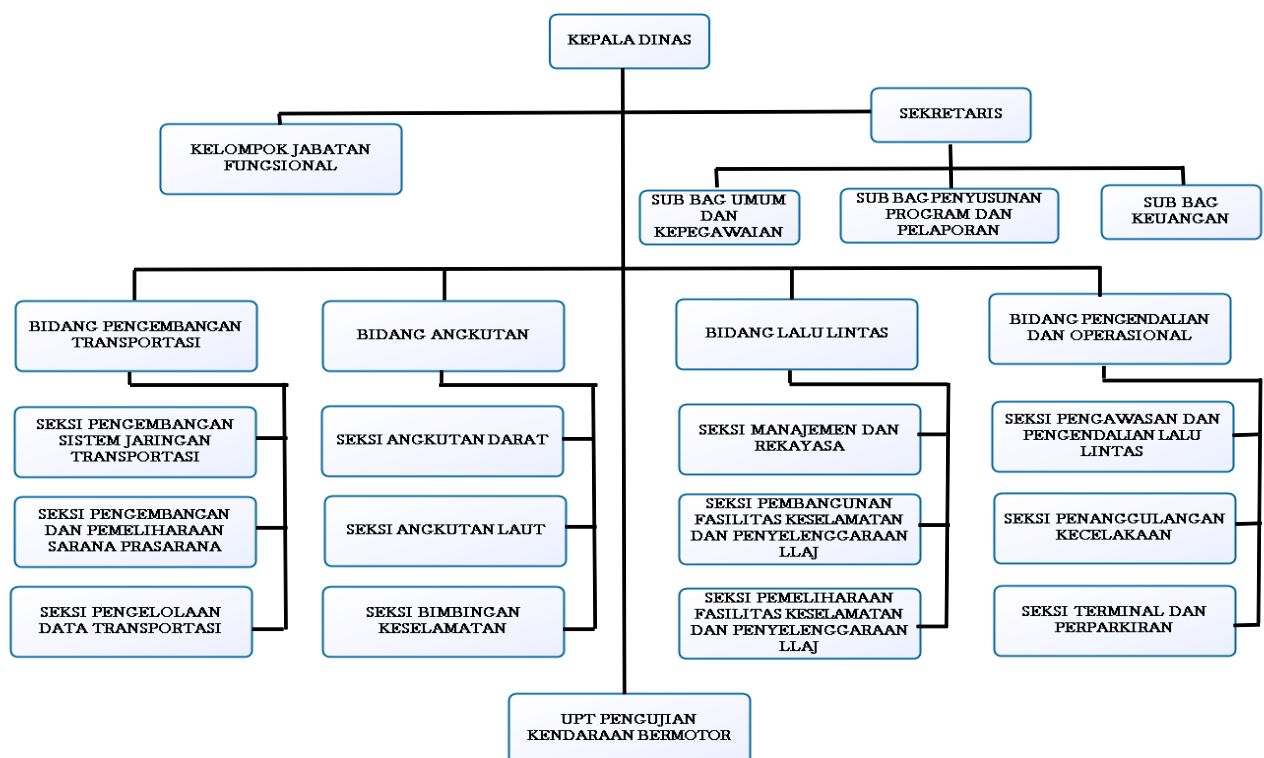 KEPALA DINAS
SEKRETARIS
KELOMPOK JABATAN
FUNGSIONAL
SUB BAG UMUM
DAN
KEPEGAWAIAN
SUB BAG PENYUSUNAN
PROGRAM DAN
PELAPORAN
SUB BAG
KEUANGAN
BIDANG PENGEMBANGAN
TRANSPORTASI
BIDANG ANGKUTAN
BIDANG LALU LINTAS
BIDANG PENGENDALIAN
DAN OPERASIONAL
SEKSI PENGEMBANGAN
SISTEM JARINGAN
TRANSPORTASI
SEKSI ANGKUTAN DARAT
SEKSI MANAJEMEN DAN
REKAYASA
SEKSI PENGAWASAN DAN
PENGENDALIAN LALU
LINTAS
SEKSI PENGEMBANGAN
DAN PEMELIHARAAN
SARANA PRASARANA
SEKSI ANGKUTAN LAUT
SEKSI PEMBANGUNAN
FASILITAS KESELAMATAN
DAN PENYELENGGARAAN
LLAJ
SEKSI PENANGGULANGAN
KECELAKAAN
SEKSI PENGELOLAAN
DATA TRANSPORTASI
SEKSI BIMBINGAN
KESELAMATAN
SEKSI PEMELIHARAAN
FASILITAS KESELAMATAN
DAN PENYELENGGARAAN
LLAJ
SEKSI TERMINAL DAN
PERPARKIRAN
UPT PENGUJIAN
KENDARAAN BERMOTOR